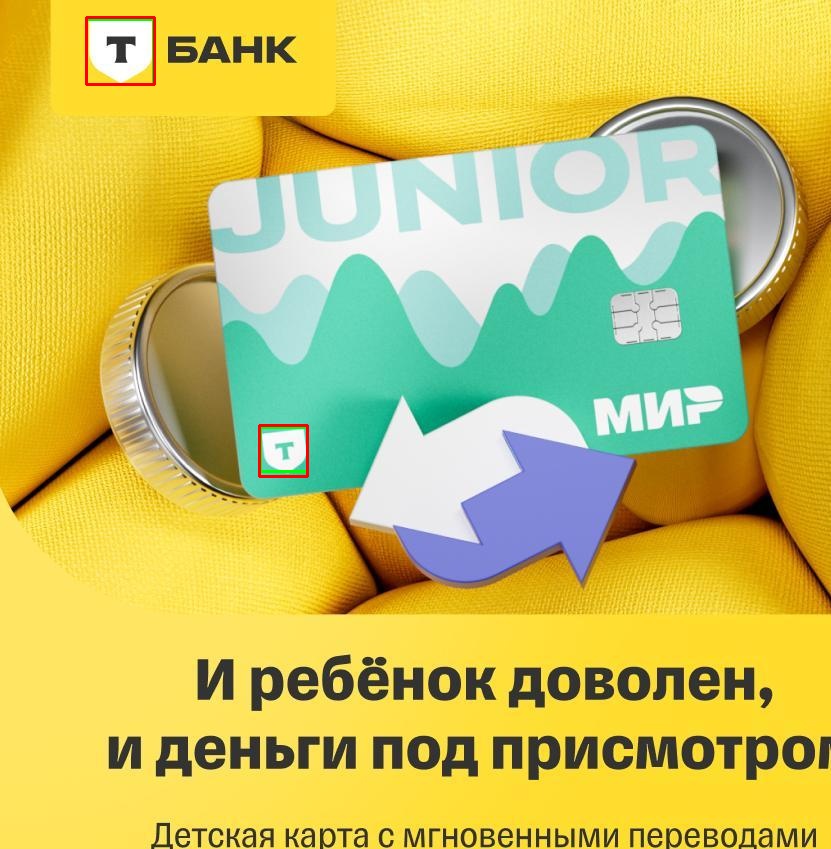 Т БАНК
JUNIOR
МИР
Т
И ребёнок доволен,
и деньги под присмотром
Детская карта с мгновенными переводами